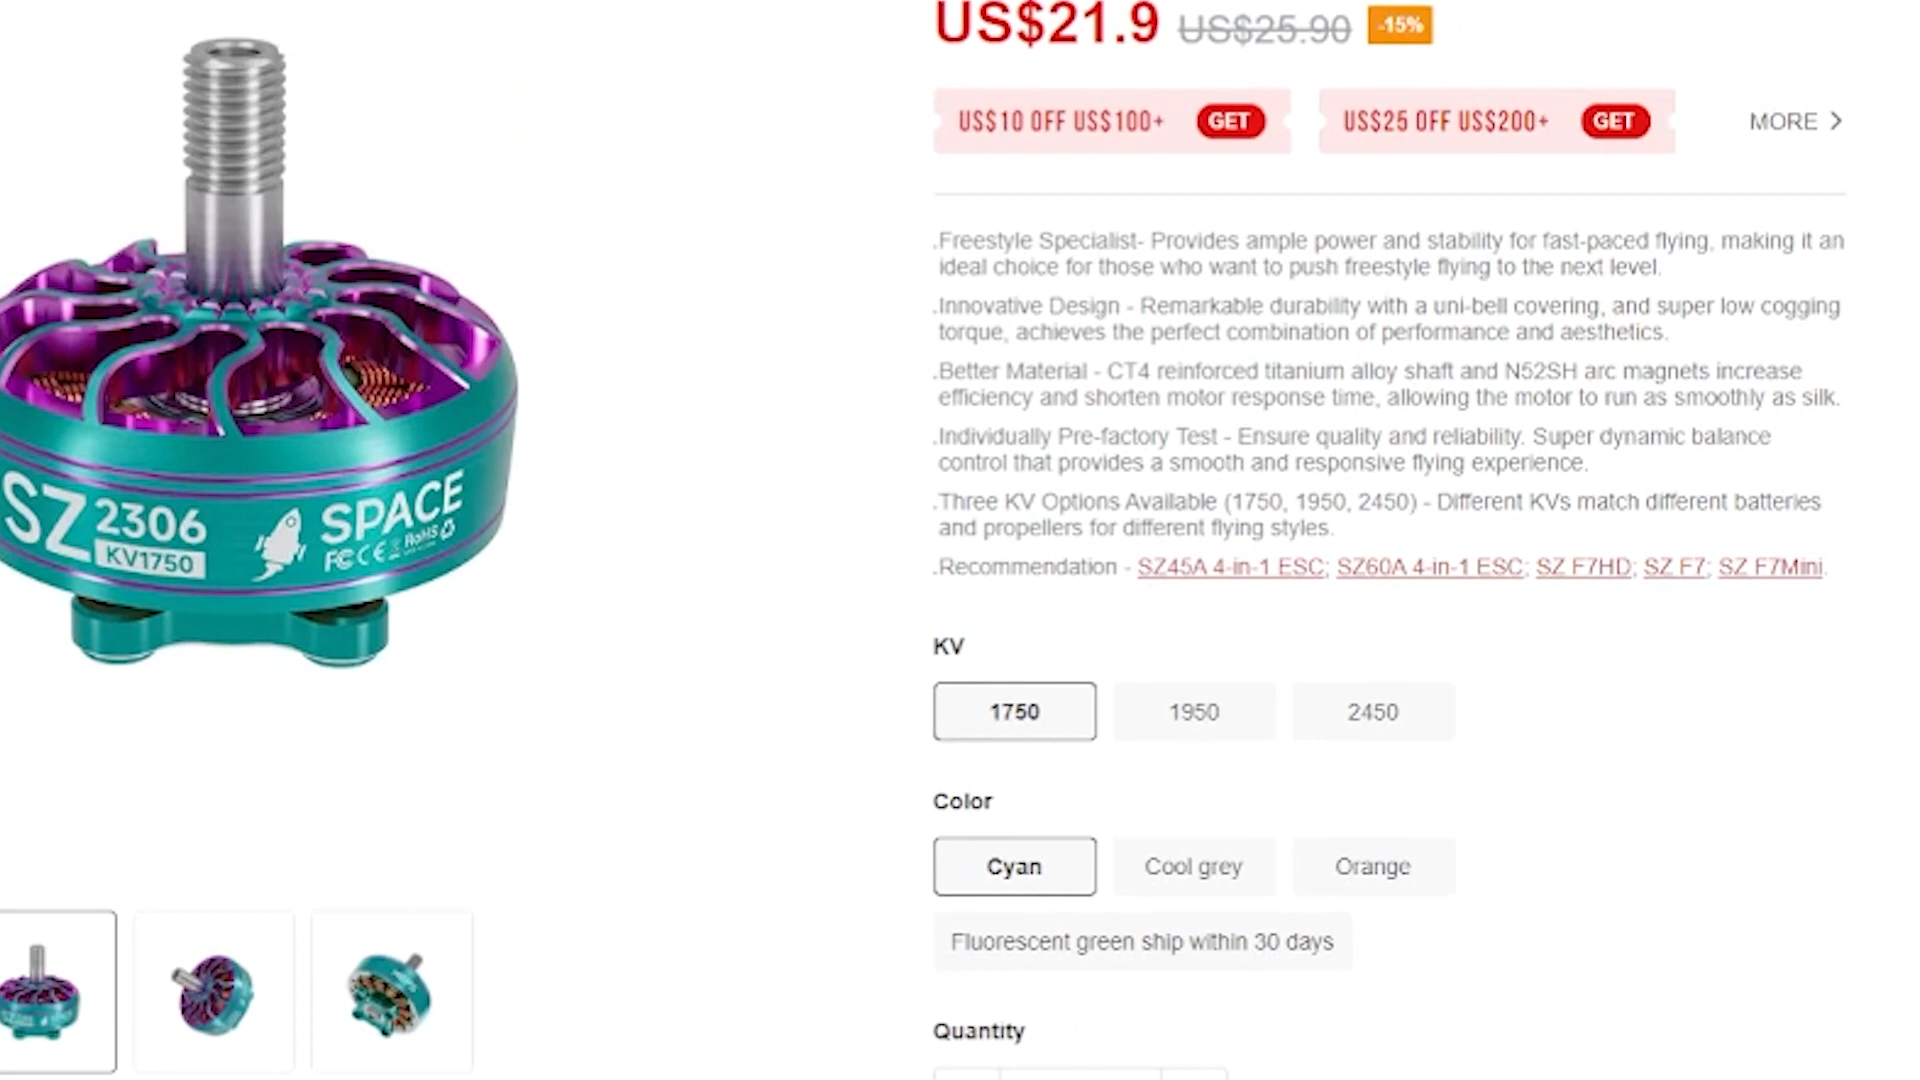 US$21.9 US$25.90 -15%
US$10 OFF US$100+ GET US$25 OFF US$200+ GET MORE
.Freestyle Specialist- Provides ample power and stability for fast-paced flying, making it an
ideal choice for those who want to push freestyle flying to the next level.
.Innovative Design - Remarkable durability with a uni-bell covering, and super low cogging
torque, achieves the perfect combination of performance and aesthetics.
.Better Material - CT4 reinforced titanium alloy shaft and N52SH arc magnets increase
efficiency and shorten motor response time, allowing the motor to run as smoothly as silk.
.Individually Pre-factory Test - Ensure quality and reliability. Super dynamic balance
control that provides a smooth and responsive flying experience.
.Three KV Options Available (1750, 1950, 2450) - Different KVs match different batteries
and propellers for different flying styles.
.Recommendation - SZ45A 4-in-1 ESC; SZ60A 4-in-1 ESC; SZ F7HD; SZ F7; SZ F7Mini.
KV
1750 1950 2450
Color
Cyan Cool grey Orange
Fluorescent green ship within 30 days
Quantity
SZ 2306 SPACE
KV1750 FC CE RoHS